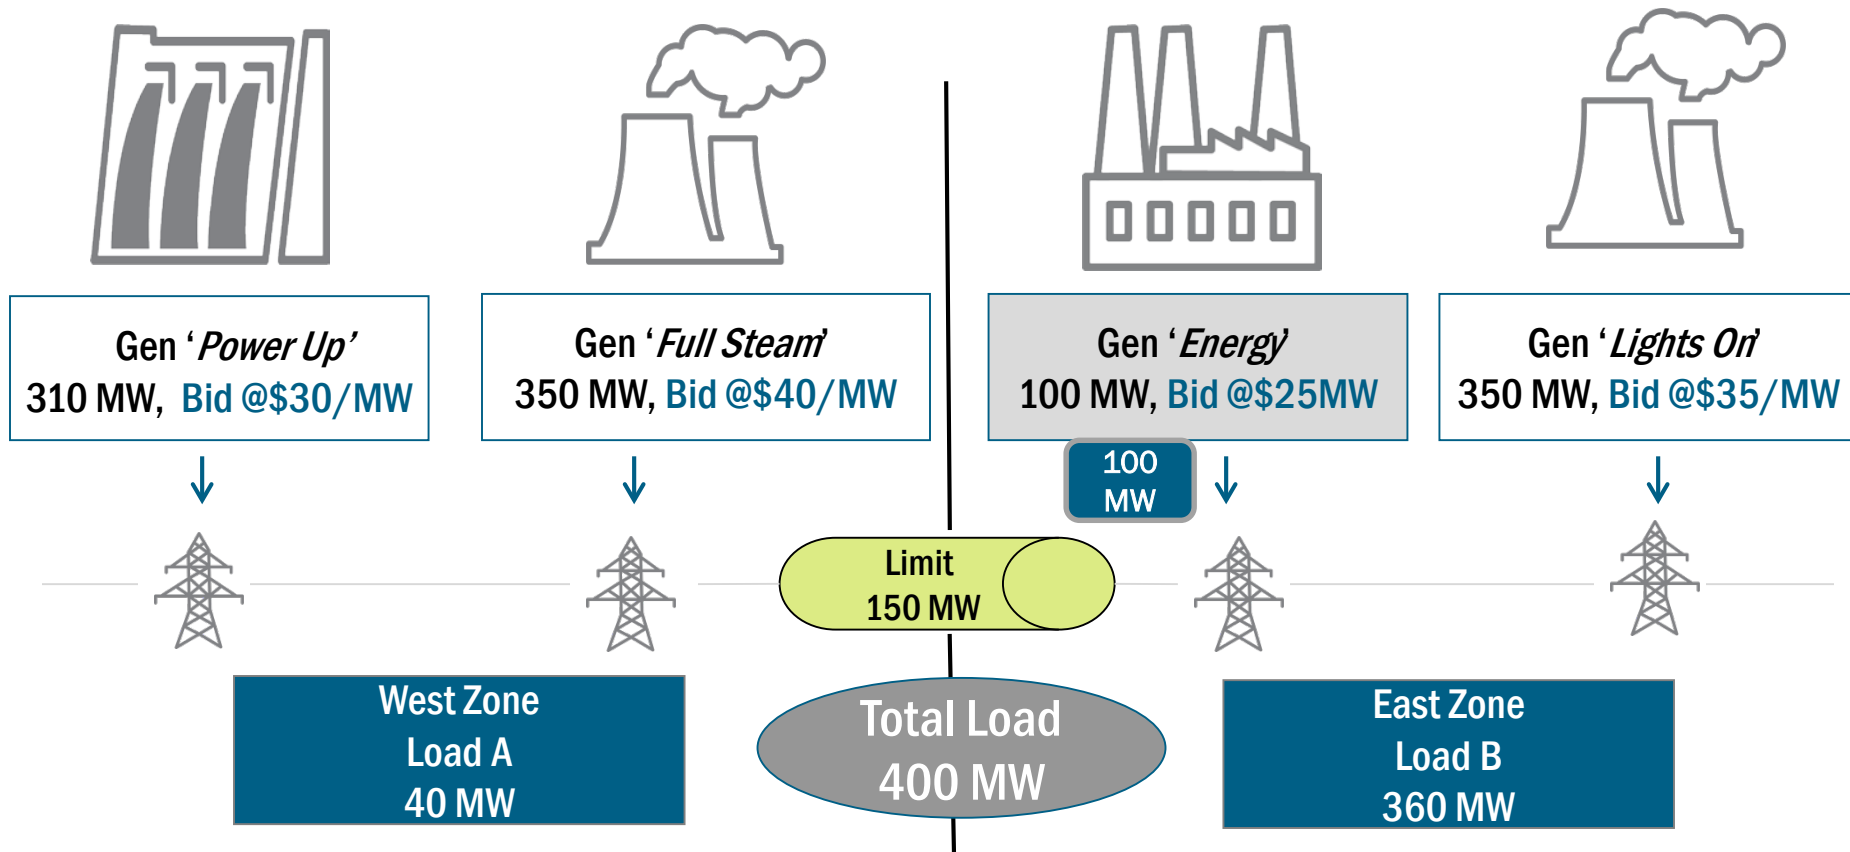 Gen ‘Power Up’
310 MW, Bid @$30/MW
Gen ‘Full Steam’
350 MW, Bid @$40/MW
Gen ‘Energy’
100 MW, Bid @$25MW
Gen ‘Lights On’
350 MW, Bid @$35/MW
100
MW
Limit
150 MW
West Zone
Load A
40 MW
Total Load
400 MW
East Zone
Load B
360 MW